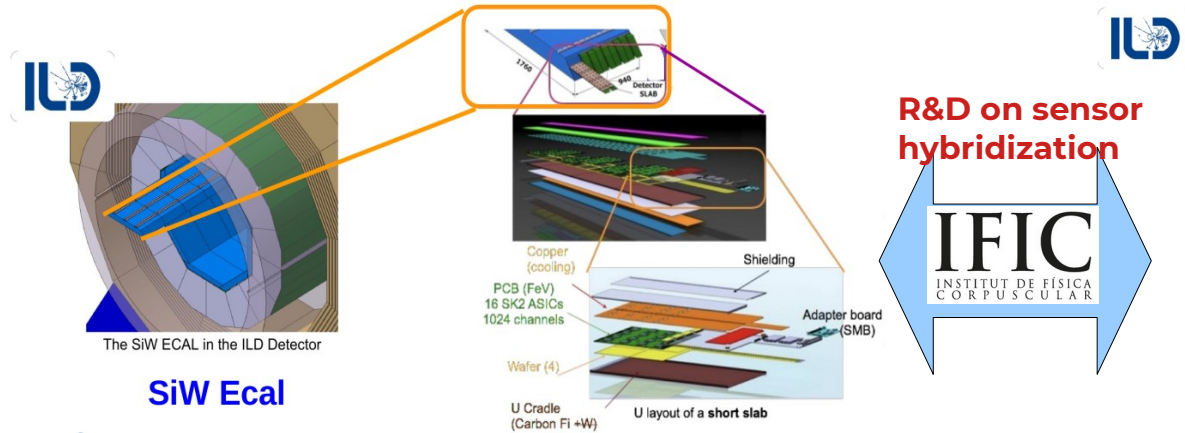 ILD
The SiW ECAL in the ILD Detector
SiW Ecal
1760
940
Detector
SLAB
Copper
(cooling)
PCB (FeV)
16 SK2 ASICs
1024 channels
Wafer (4)
U Cradle
(Carbon Fi +W)
Shielding
Adapter board
(SMB)
U layout of a short slab
ILD
R&D on sensor
hybridization
IFIC
INSTITUT DE FÍSICA
CORPUSCULAR